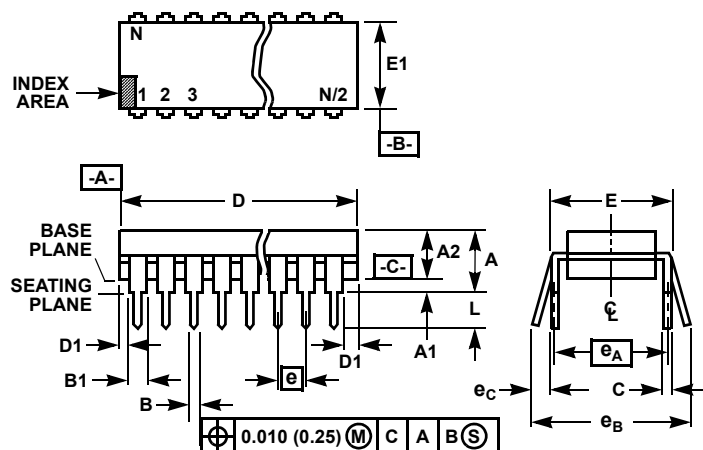 N
INDEX
AREA
1 2 3 N/2
E1
-B-
-A-
D
E
BASE
PLANE
A2
A
-C-
SEATING
PLANE
L
D1
A1
D1
B1
e
B
eA
eC
C
eB
0.010 (0.25) M C A B S
CL